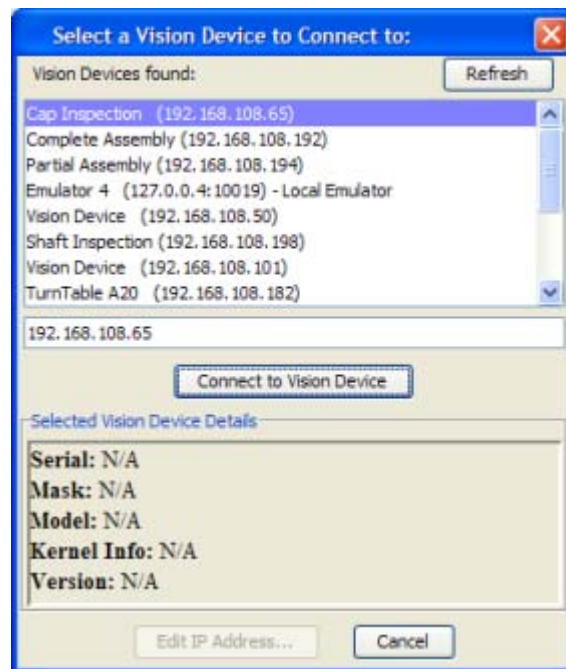 Select a Vision Device to Connect to:
Vision Devices found:
Refresh
Cap Inspection (192.168.108.65)
Complete Assembly (192.168.108.192)
Partial Assembly (192.168.108.194)
Emulator 4 (127.0.0.4:10019) - Local Emulator
Vision Device (192.168.108.50)
Shaft Inspection (192.168.108.198)
Vision Device (192.168.108.101)
TurnTable A20 (192.168.108.182)
192.168.108.65
Connect to Vision Device
Selected Vision Device Details
Serial: N/A
Mask: N/A
Model: N/A
Kernel Info: N/A
Version: N/A
Edit IP Address...
Cancel